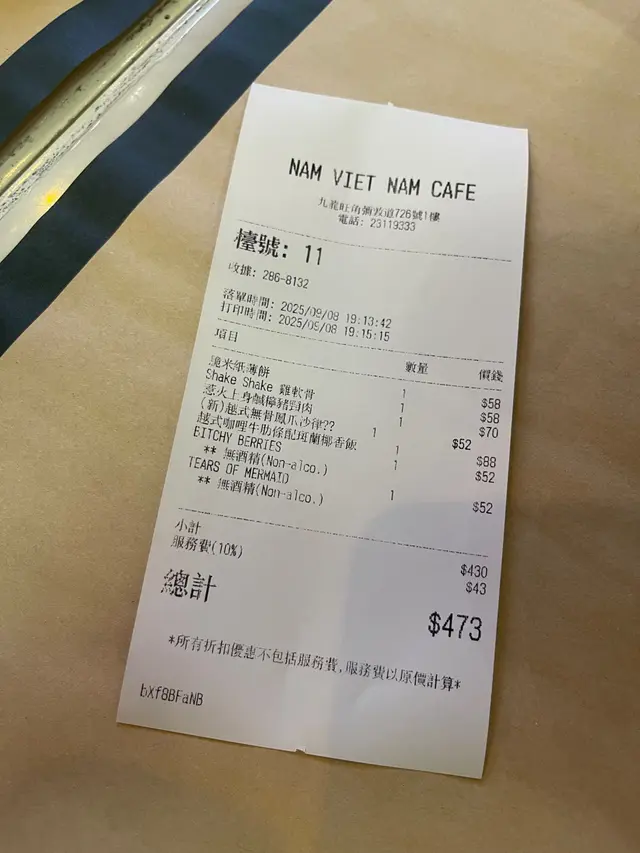 NAM VIET NAM CAFE
九龍旺角彌敦道726號1樓
電話: 23119333
檯號: 11
收據: 286-8132
落單時間: 2025/09/08 19:13:42
打印時間: 2025/09/08 19:15:15
項目 數量 價錢
脆米紙薄餅 1 $58
Shake Shake 雞軟骨 1 $58
惹火上身鹹檸豬頸肉 1 $70
(新)越式無骨鳳爪沙律?? 1 $52
越式咖喱牛肋條配斑蘭椰香飯 1 $88
BITCHY BERRIES 1 $52
** 無酒精(Non-alco.)
TEARS OF MERMAID 1 $52
** 無酒精(Non-alco.)
小計 $430
服務費(10%) $43
總計 $473
*所有折扣優惠不包括服務費,服務費以原價計算*
bXf8BFaNB